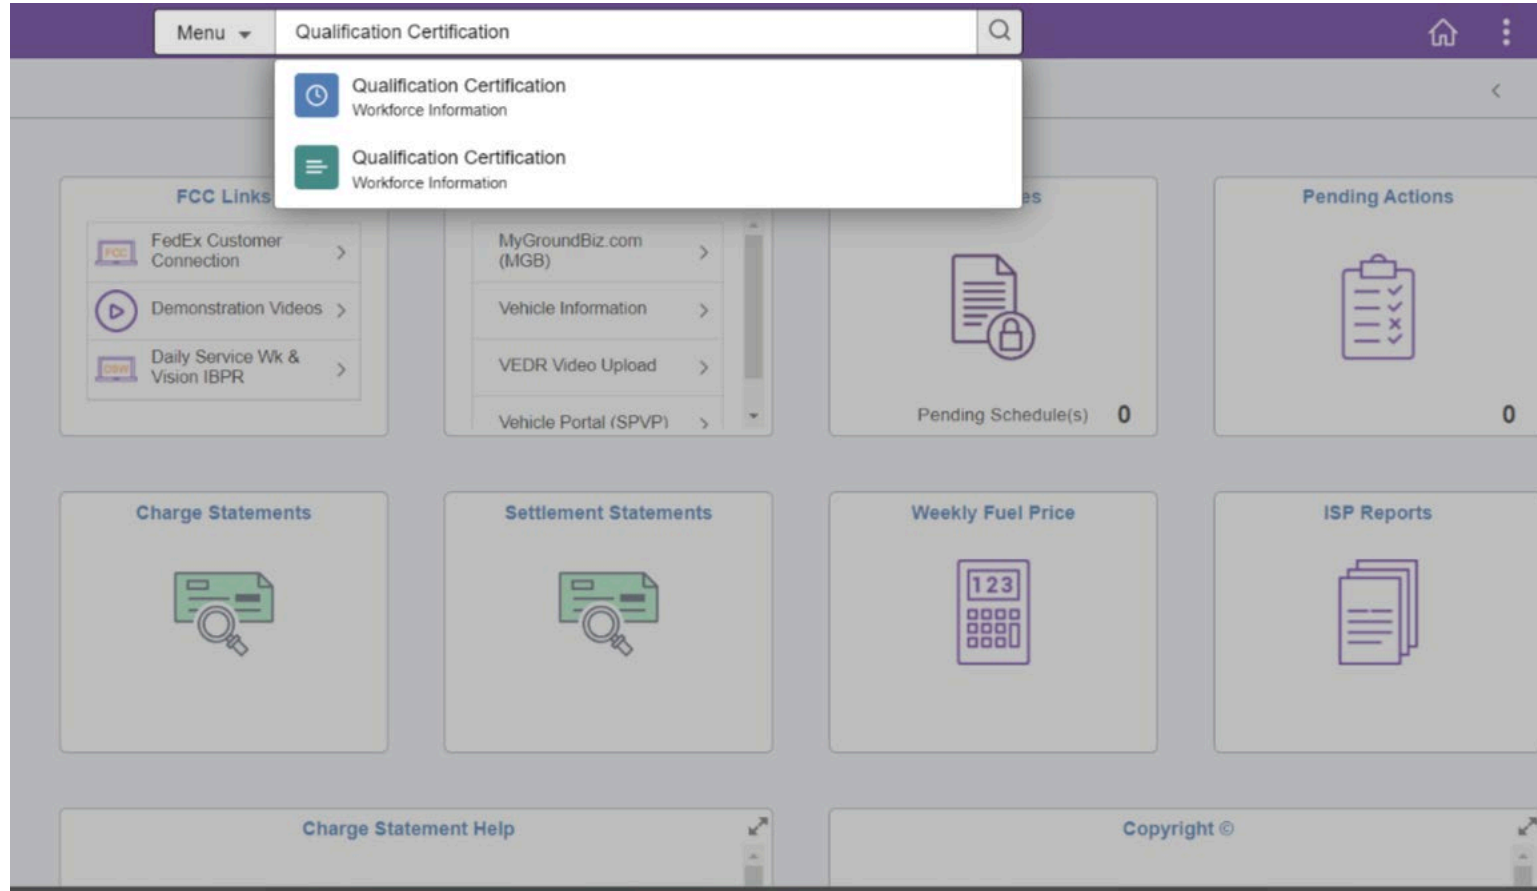 Menu
Qualification Certification
Qualification Certification
Workforce Information
Qualification Certification
Workforce Information
FCC Links
es
Pending Actions
FCC
FedEx Customer
Connection
Demonstration Videos
DSW
Daily Service Wk &
Vision IBPR
MyGroundBiz.com
(MGB)
Vehicle Information
VEDR Video Upload
Vehicle Portal (SPVP)
Pending Schedule(s) 0
0
Charge Statements
Settlement Statements
Weekly Fuel Price
ISP Reports
123
Charge Statement Help
Copyright ©